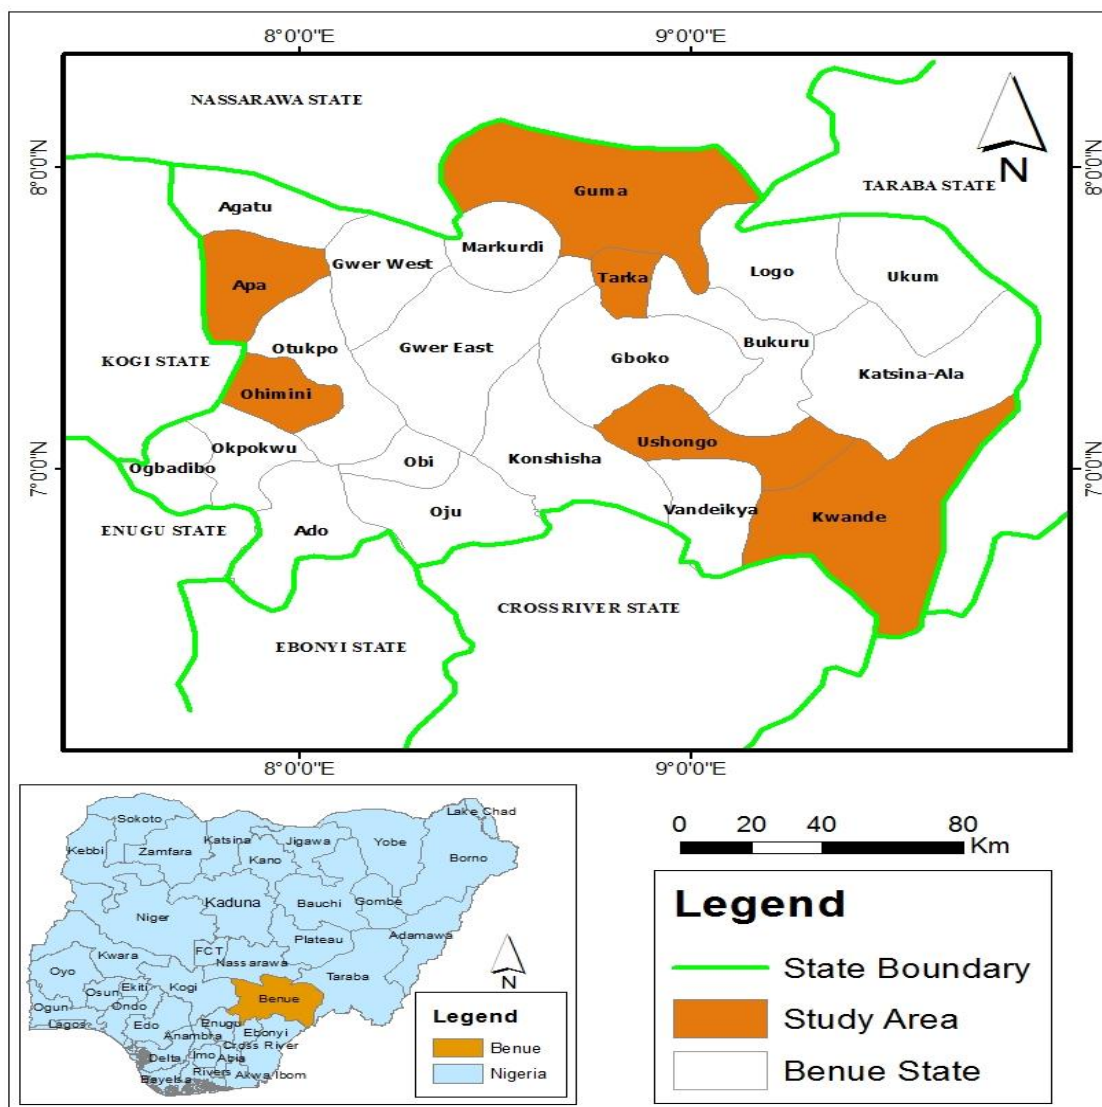 8°0'0"E
9°0'0"E
NASSARAWA STATE
N
8°0'0"N
8°0'0"N
TARABA STATE
Guma
Agatu
Markurdi
Gwer West
Logo
Ukum
Tarka
Apa
Otukpo
Gwer East
Bukuru
Gboko
KOGI STATE
Katsina-Ala
Ohimini
Ushongo
Okpokwu
Obi
Konshisha
7°0'0"N
7°0'0"N
Ogbadibo
Oju
Vandeikya
Kwande
ENUGU STATE
Ado
CROSS RIVER STATE
EBONYI STATE
8°0'0"E
9°0'0"E
Lake Chad
Sokoto
Katsina
Jigawa
Yobe
Kebbi
Zamfara
Kano
Borno
Kaduna
Bauchi
Gombe
Niger
Adamawa
Plateau
FCT
Kwara
Nassarawa
Oyo
Taraba
Ekiti
Kogi
Osun
Benue
Ogun
Ondo
Lagos
Edo
Enugu
Anambra
Ebonyi
Cross River
Delta
Imo
Abia
Rivers
Akwa Ibom
Bayelsa
N
Legend
Benue
Nigeria
0 20 40 80
Km
Legend
State Boundary
Study Area
Benue State